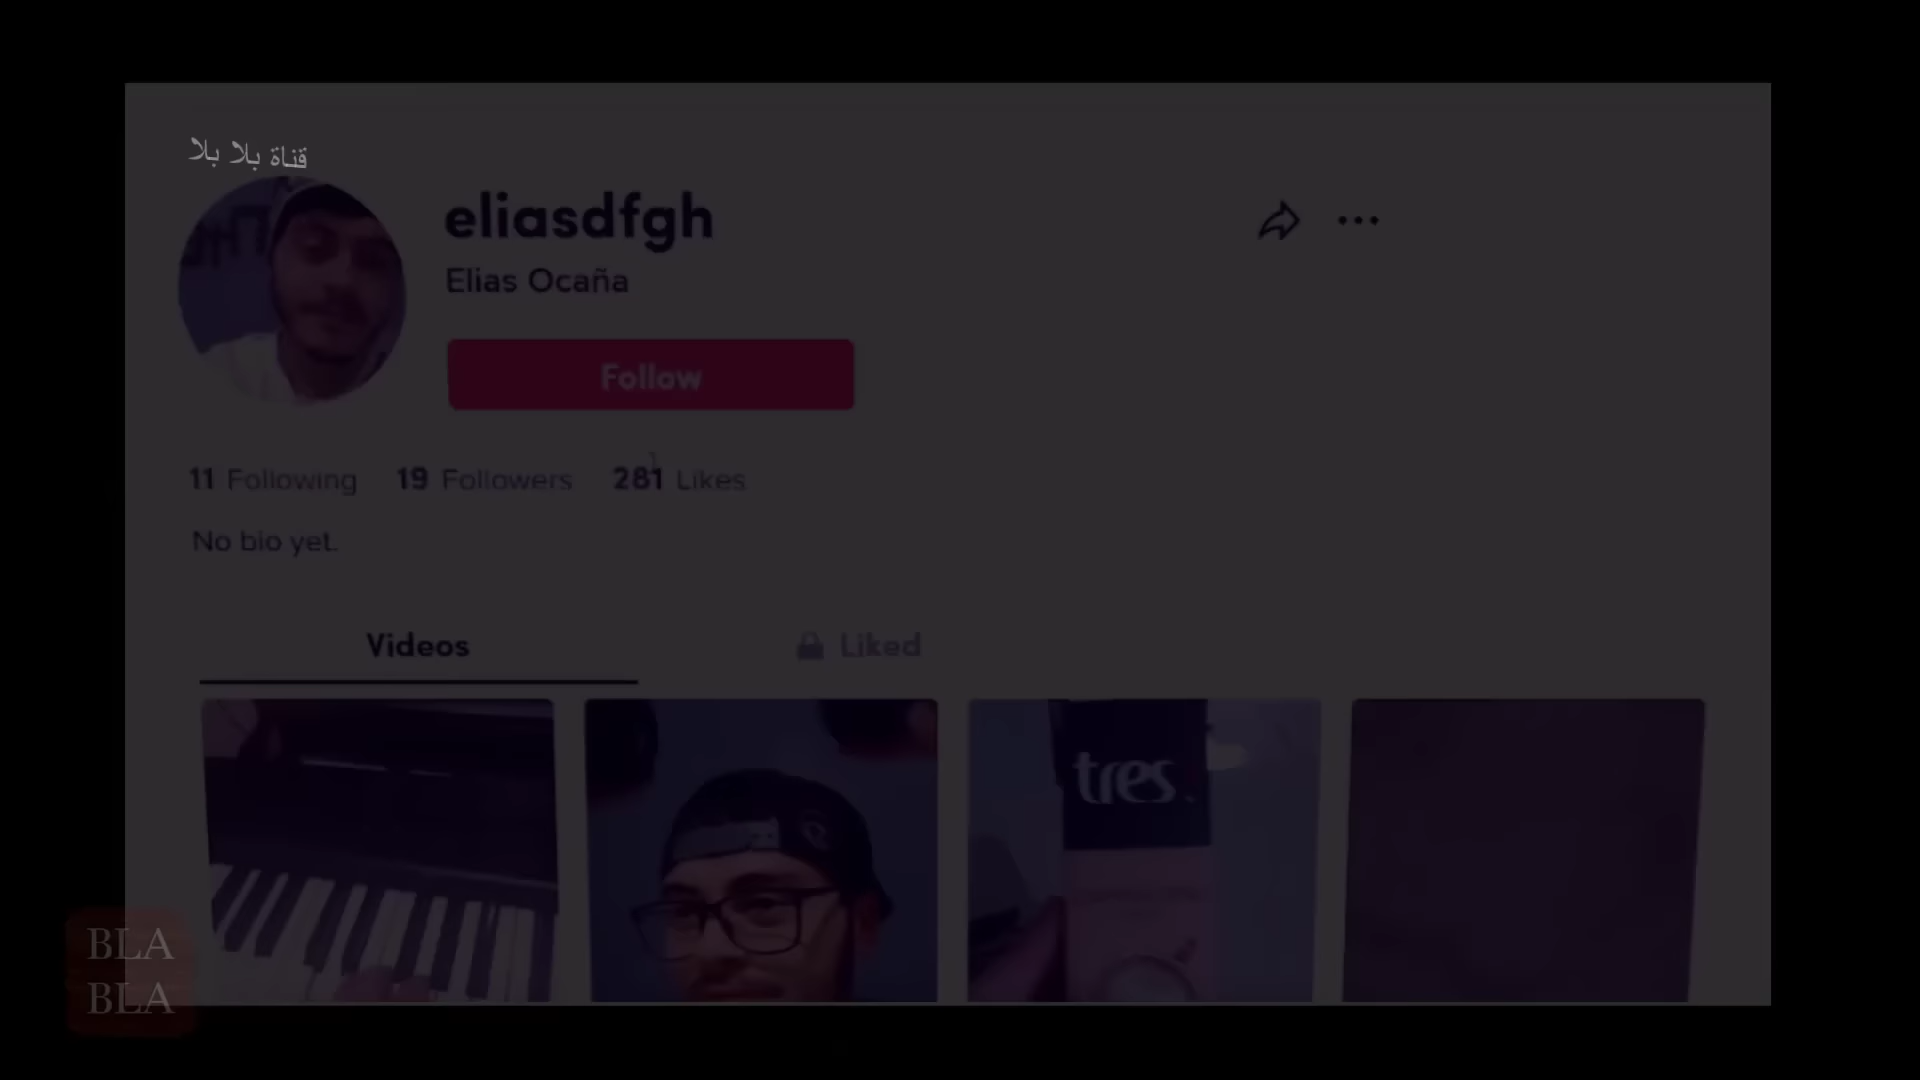 قناة بلا بلا
eliasdfgh
Elias Ocaña
Follow
11 Following 19 Followers 281 Likes
No bio yet.
Videos Liked
tres.
BLA
BLA